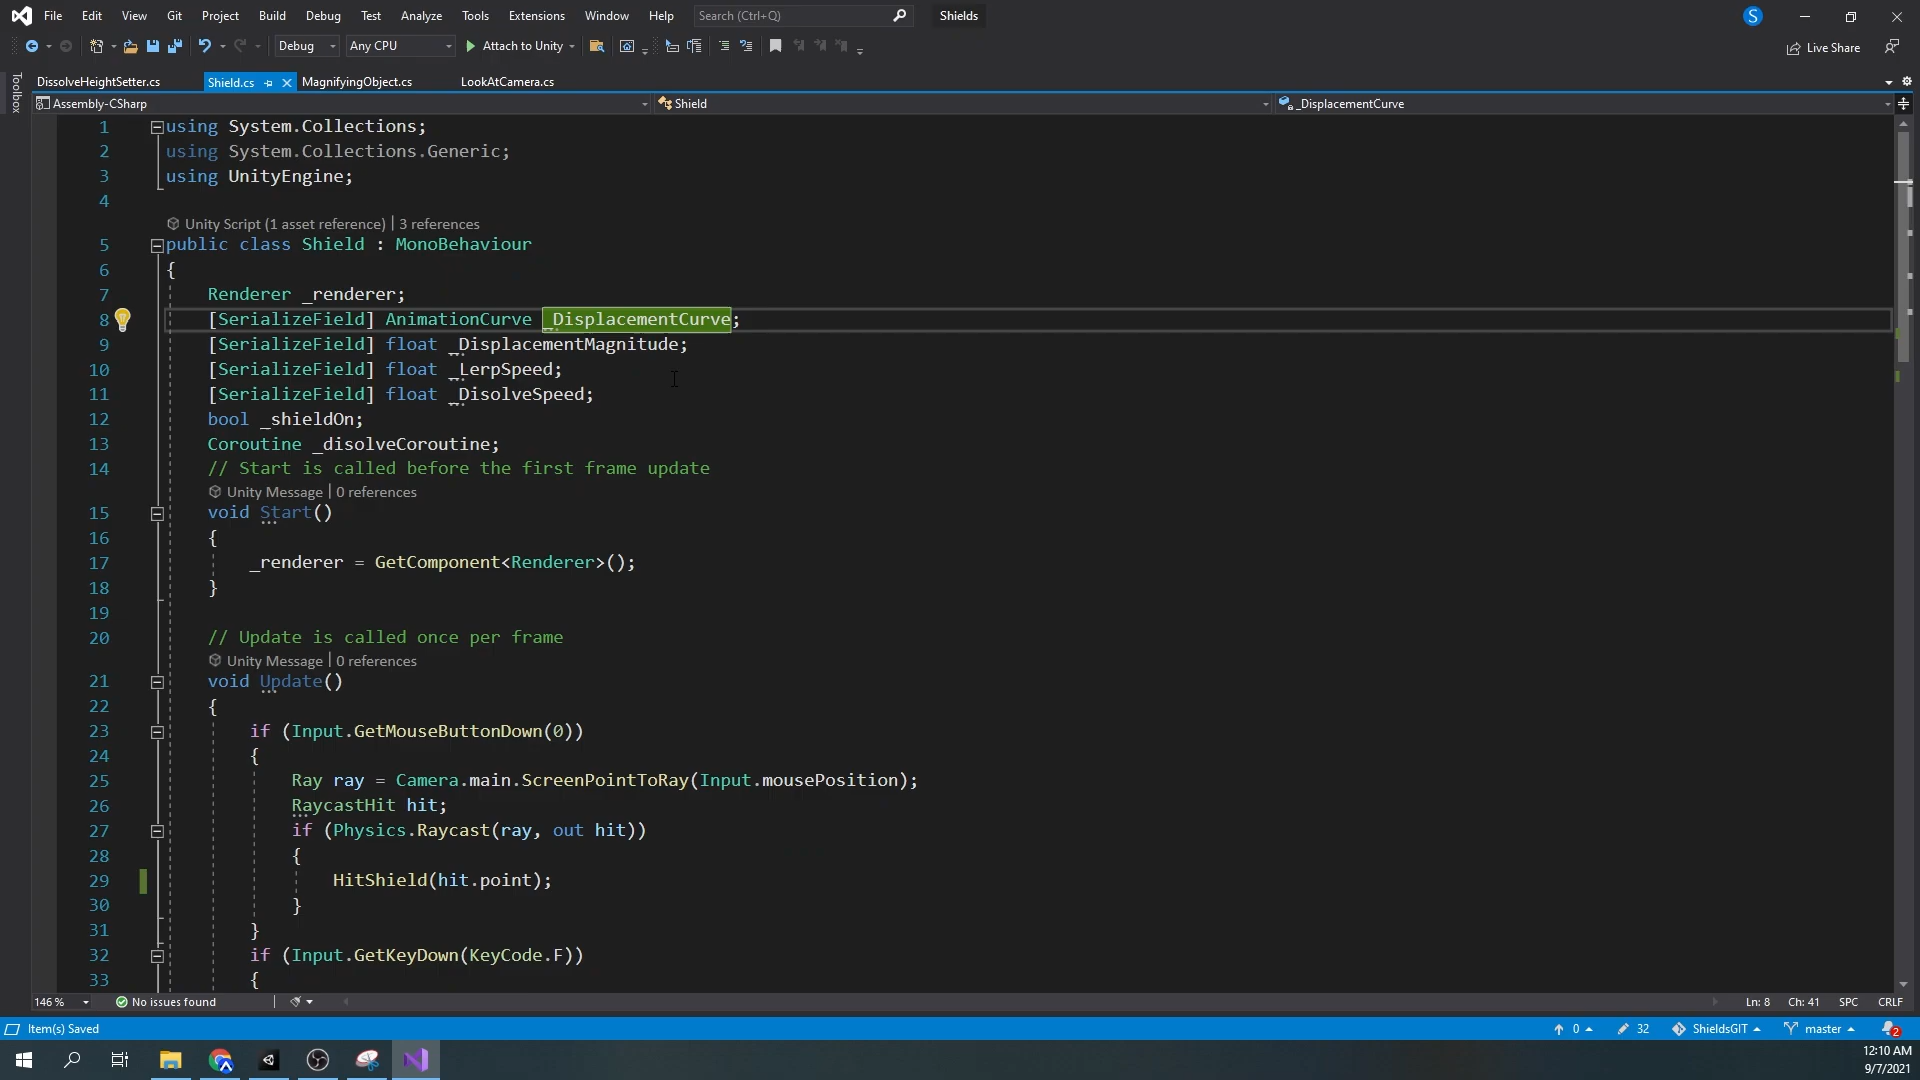 File Edit View Git Project Build Debug Test Analyze Tools Extensions Window Help Search (Ctrl+Q) Shields S
Debug Any CPU Attach to Unity Live Share
DissolveHeightSetter.cs Shield.cs MagnifyingObject.cs LookAtCamera.cs
Toolbox
Assembly-CSharp Shield _DisplacementCurve
1 using System.Collections;
2 using System.Collections.Generic;
3 using UnityEngine;
4
Unity Script (1 asset reference) | 3 references
5 public class Shield : MonoBehaviour
6 {
7 Renderer _renderer;
8 [SerializeField] AnimationCurve _DisplacementCurve;
9 [SerializeField] float _DisplacementMagnitude;
10 [SerializeField] float _LerpSpeed;
11 [SerializeField] float _DisolveSpeed;
12 bool _shieldOn;
13 Coroutine _disolveCoroutine;
14 // Start is called before the first frame update
Unity Message | 0 references
15 void Start()
16 {
17 _renderer = GetComponent<Renderer>();
18 }
19
20 // Update is called once per frame
Unity Message | 0 references
21 void Update()
22 {
23 if (Input.GetMouseButtonDown(0))
24 {
25 Ray ray = Camera.main.ScreenPointToRay(Input.mousePosition);
26 RaycastHit hit;
27 if (Physics.Raycast(ray, out hit))
28 {
29 HitShield(hit.point);
30 }
31 }
32 if (Input.GetKeyDown(KeyCode.F))
33 {
146 % No issues found Ln: 8 Ch: 41 SPC CRLF
Item(s) Saved 0 32 ShieldsGIT master 2
12:10 AM
9/7/2021